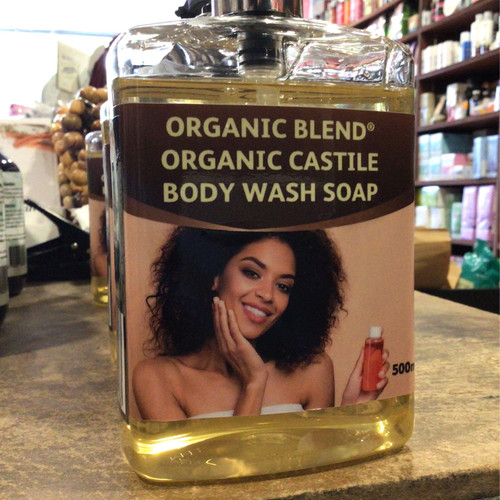 ORGANIC BLEND®
ORGANIC CASTILE
BODY WASH SOAP